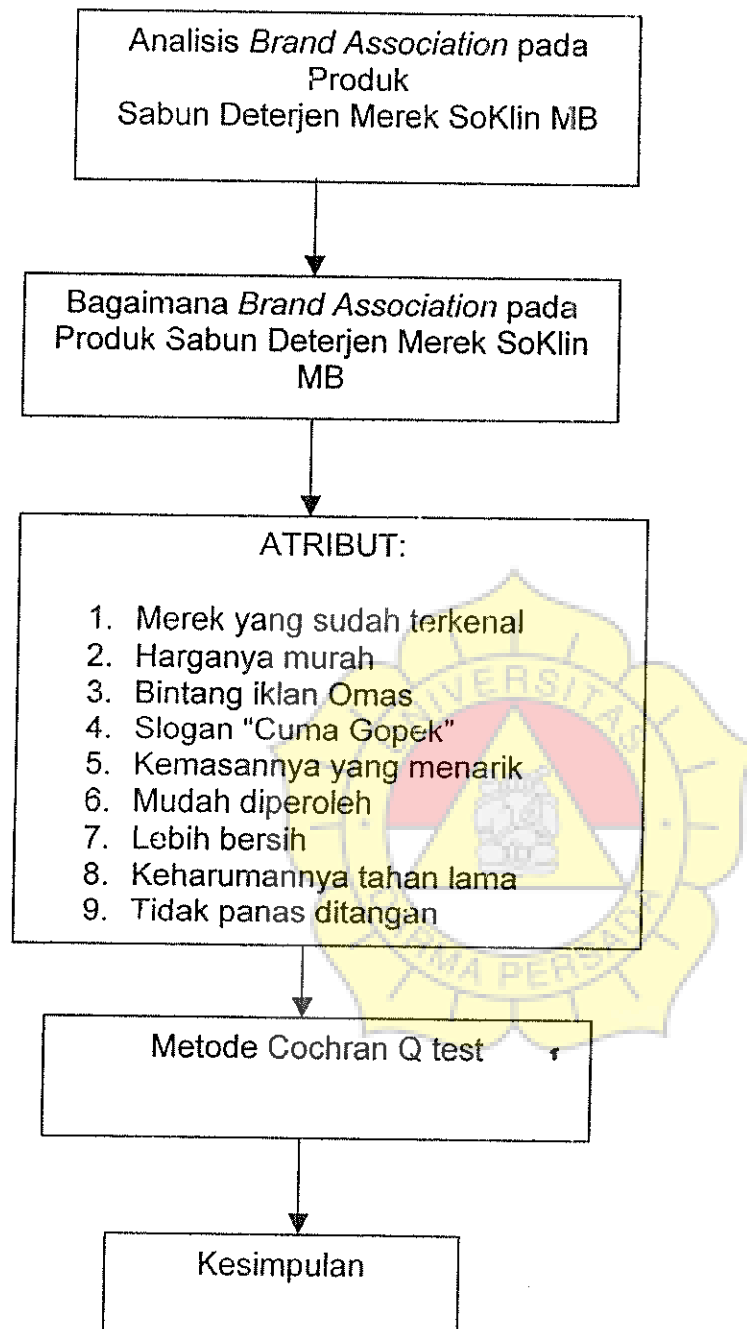 Analisis Brand Association pada
Produk
Sabun Deterjen Merek SoKlin MB
Bagaimana Brand Association pada
Produk Sabun Deterjen Merek SoKlin
MB
ATRIBUT:
1. Merek yang sudah terkenal
2. Harganya murah
3. Bintang iklan Omas
4. Slogan "Cuma Gopek"
5. Kemasannya yang menarik
6. Mudah diperoleh
7. Lebih bersih
8. Keharumannya tahan lama
9. Tidak panas ditangan
UNIVERSITAS
DARMA PERSADA
Metode Cochran Q test
Kesimpulan